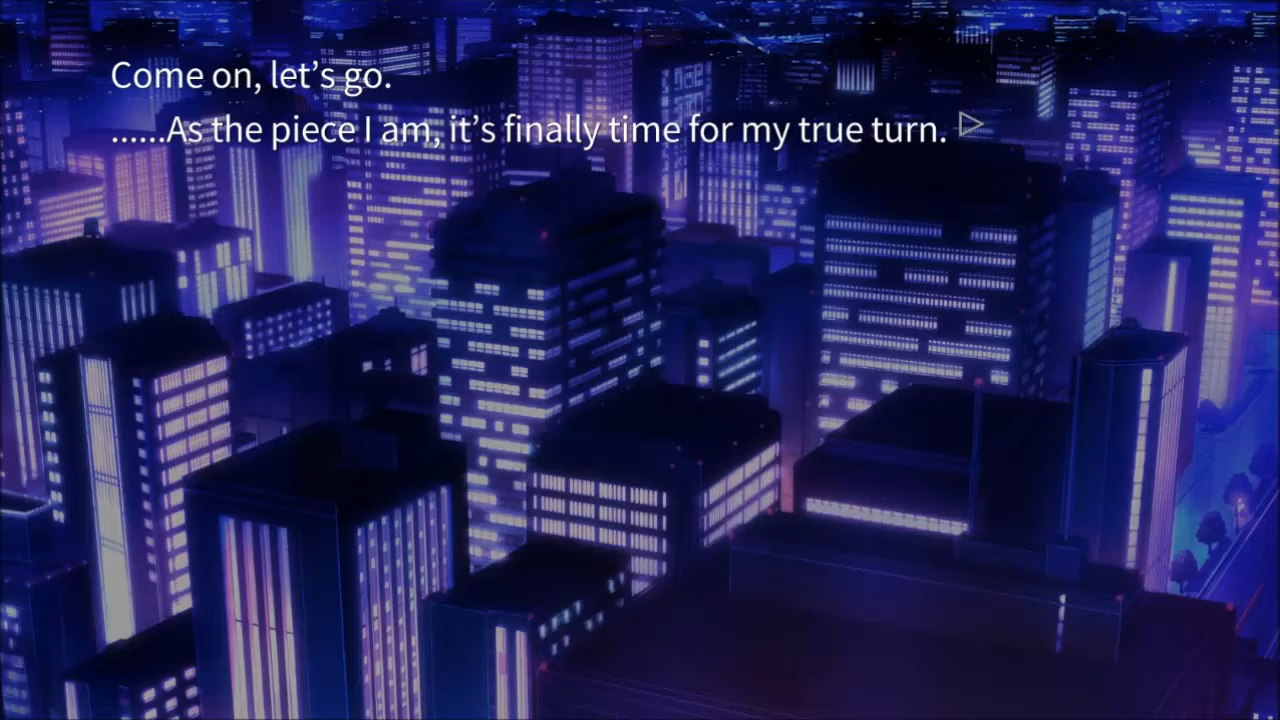 Come on, let’s go.
......As the piece I am, it’s finally time for my true turn.